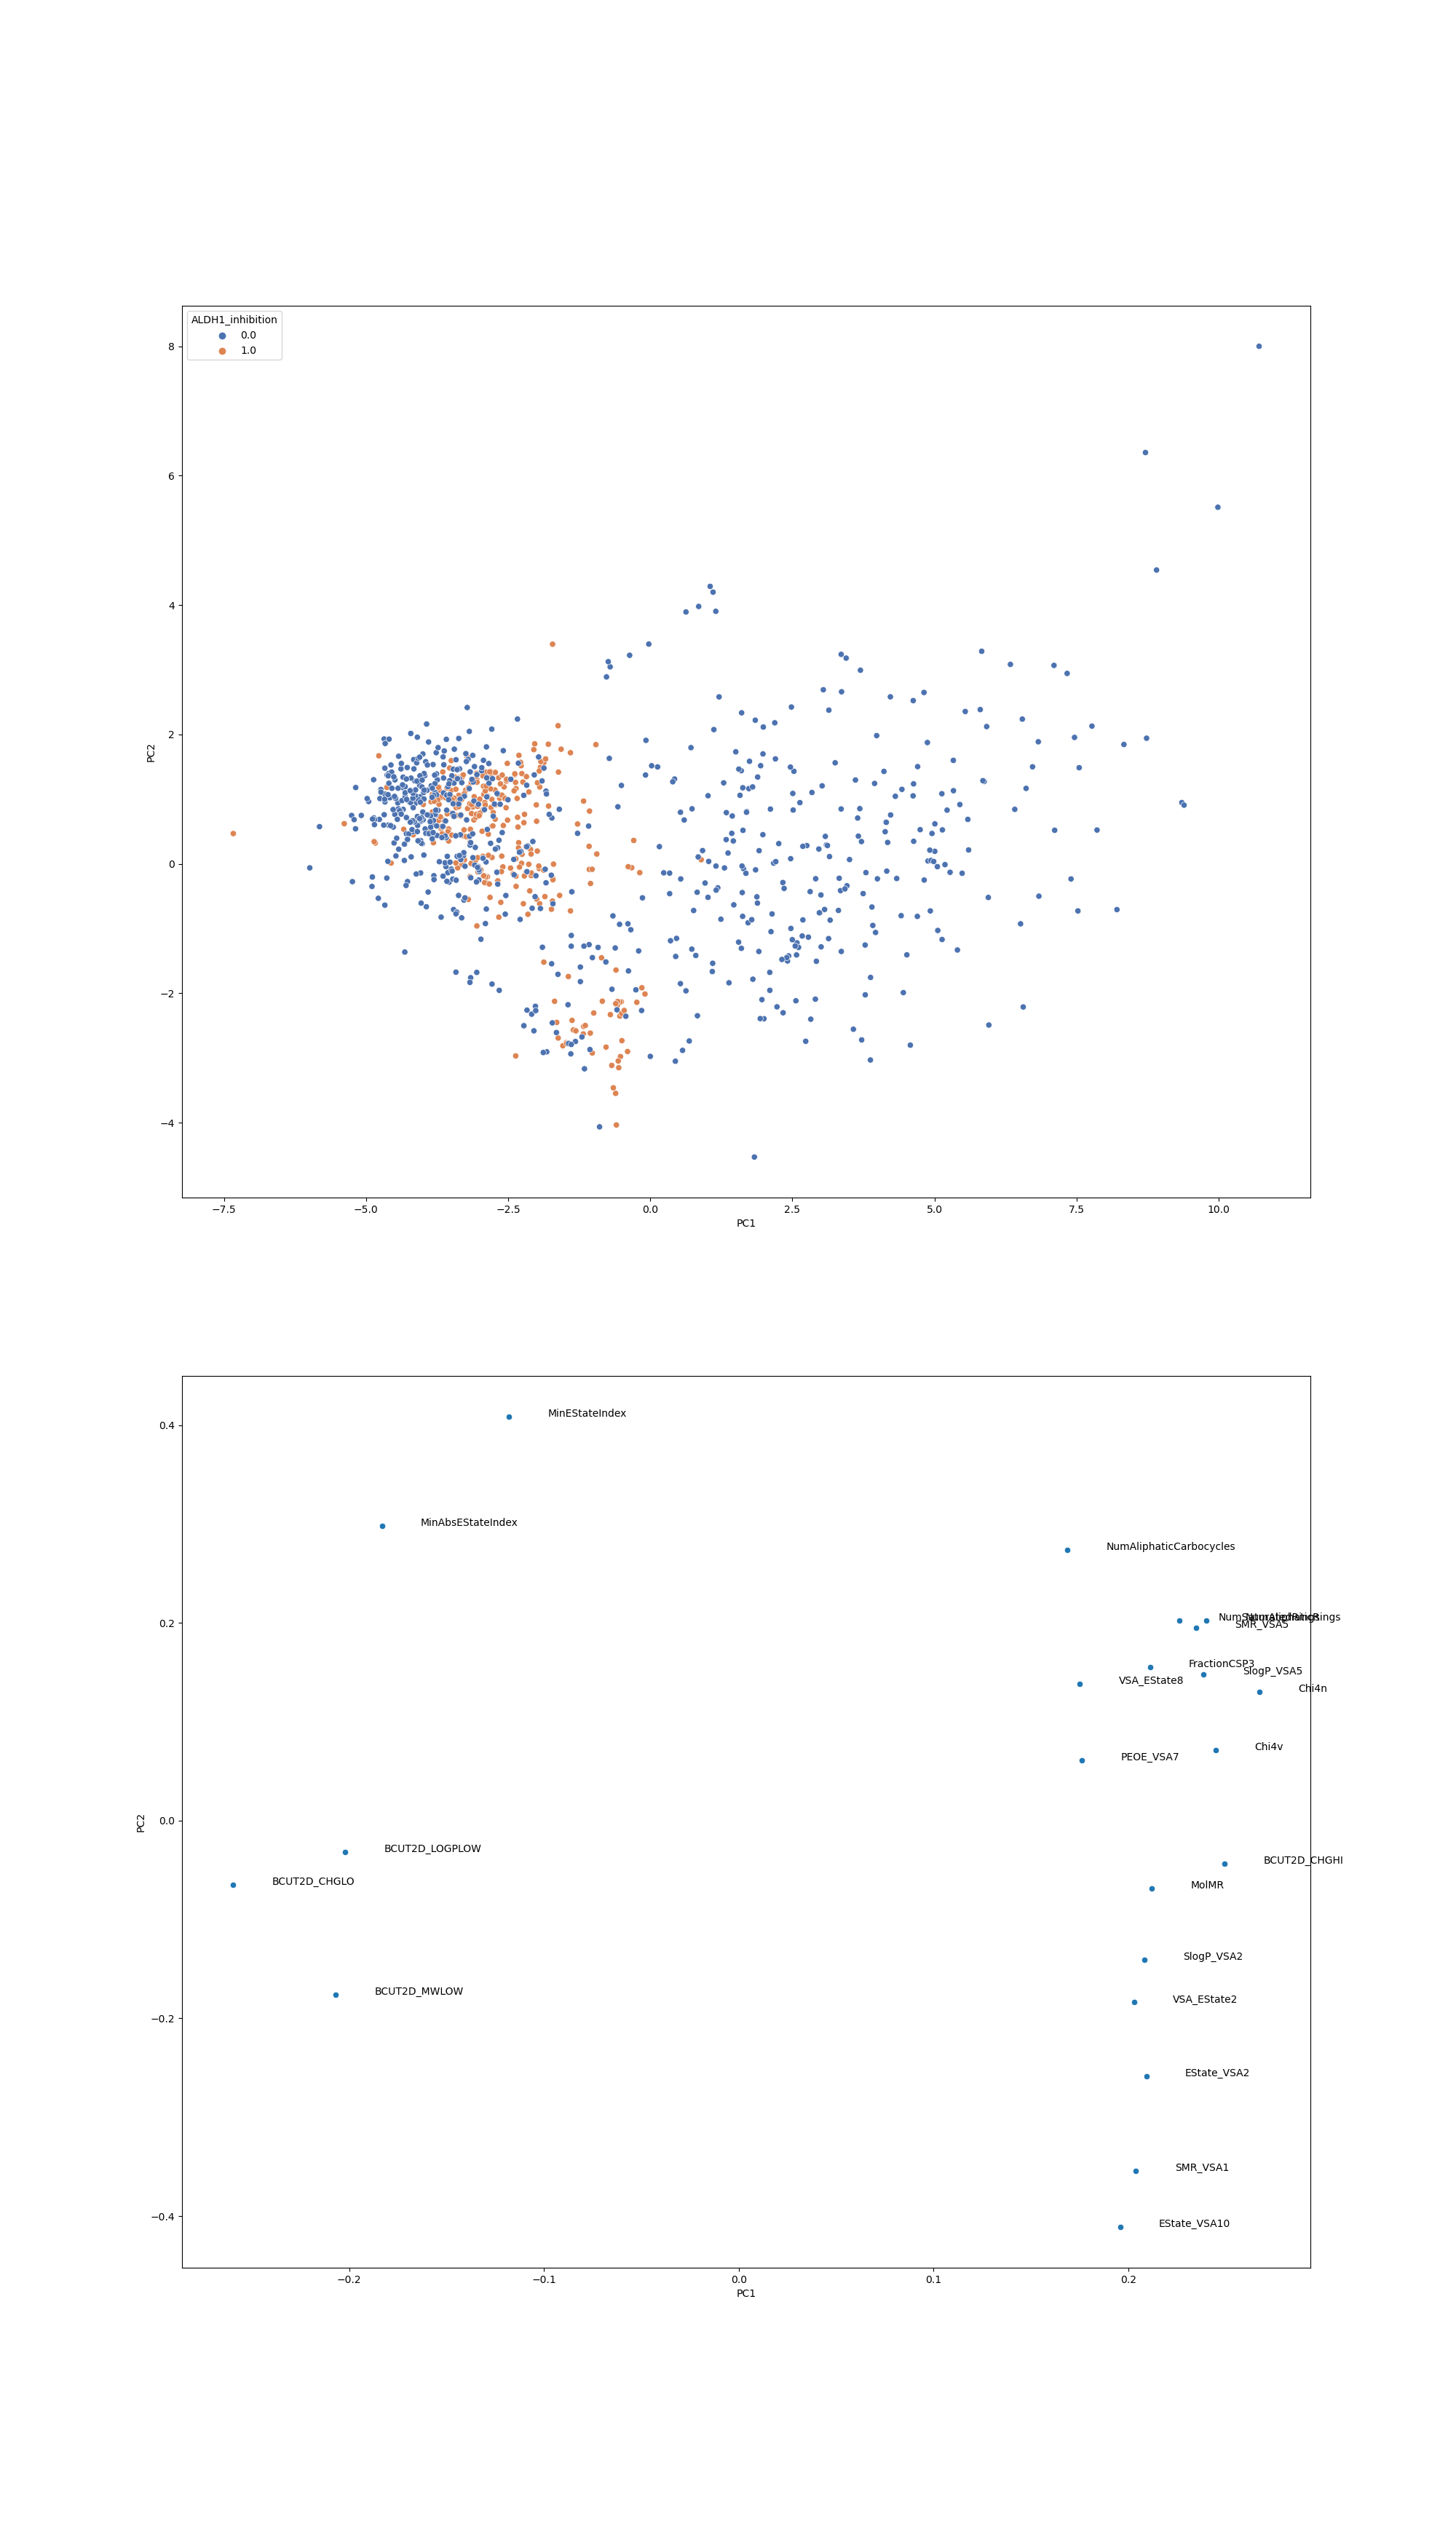 ALDH1_inhibition
0.0
1.0
8
6
4
2
0
−2
−4
PC2
−7.5 −5.0 −2.5 0.0 2.5 5.0 7.5 10.0
PC1
MinEStateIndex
0.4
MinAbsEStateIndex
NumAliphaticCarbocycles
0.2
SMR_VSA5
FractionCSP3
SlogP_VSA5
VSA_EState8
Chi4n
Chi4v
PEOE_VSA7
0.0
PC2
BCUT2D_LOGPLOW
BCUT2D_CHGHI
BCUT2D_CHGLO
MolMR
SlogP_VSA2
BCUT2D_MWLOW
VSA_EState2
−0.2
EState_VSA2
SMR_VSA1
−0.4
EState_VSA10
−0.2 −0.1 0.0 0.1 0.2
PC1